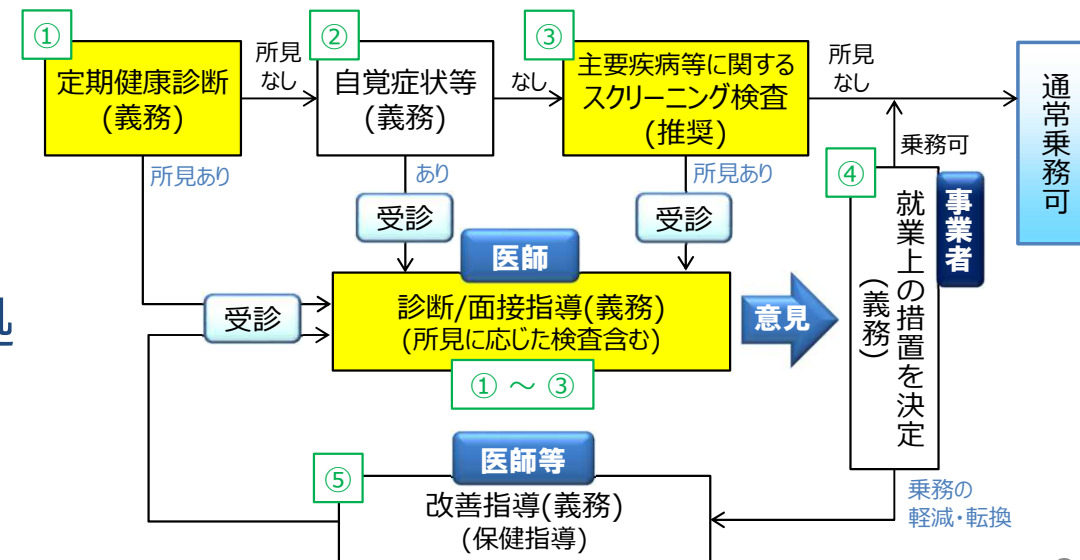 ①
定期健康診断
(義務)
所見
なし
②
自覚症状等
(義務)
なし
③
主要疾病等に関する
スクリーニング検査
(推奨)
所見
なし
通常乗務可
所見あり
あり
所見あり
乗務可
受診
受診
④
事業者
就業上の措置を決定
(義務)
医師
受診
診断/面接指導(義務)
(所見に応じた検査含む)
意見
① ～ ③
医師等
⑤
改善指導(義務)
(保健指導)
乗務の
軽減・転換